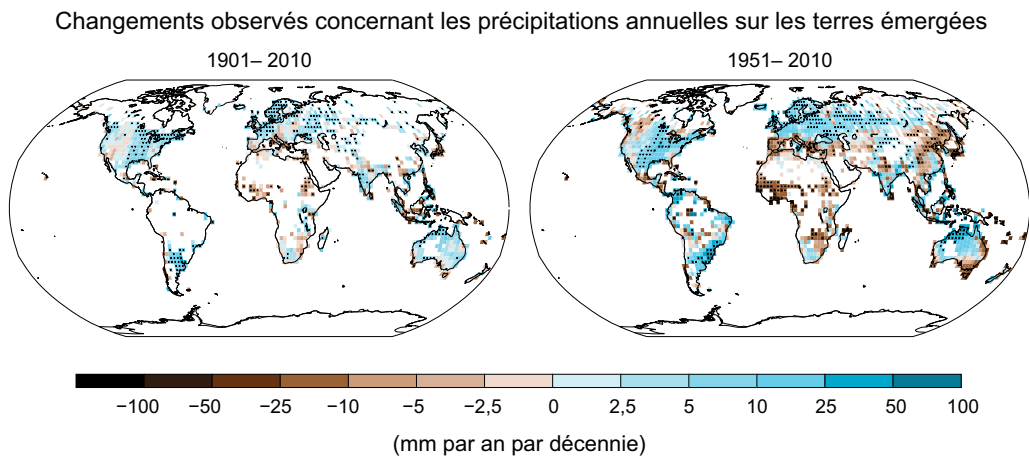 Changements observés concernant les précipitations annuelles sur les terres émergées
1901– 2010
1951– 2010
−100 −50 −25 −10 −5 −2,5 0 2,5 5 10 25 50 100
(mm par an par décennie)